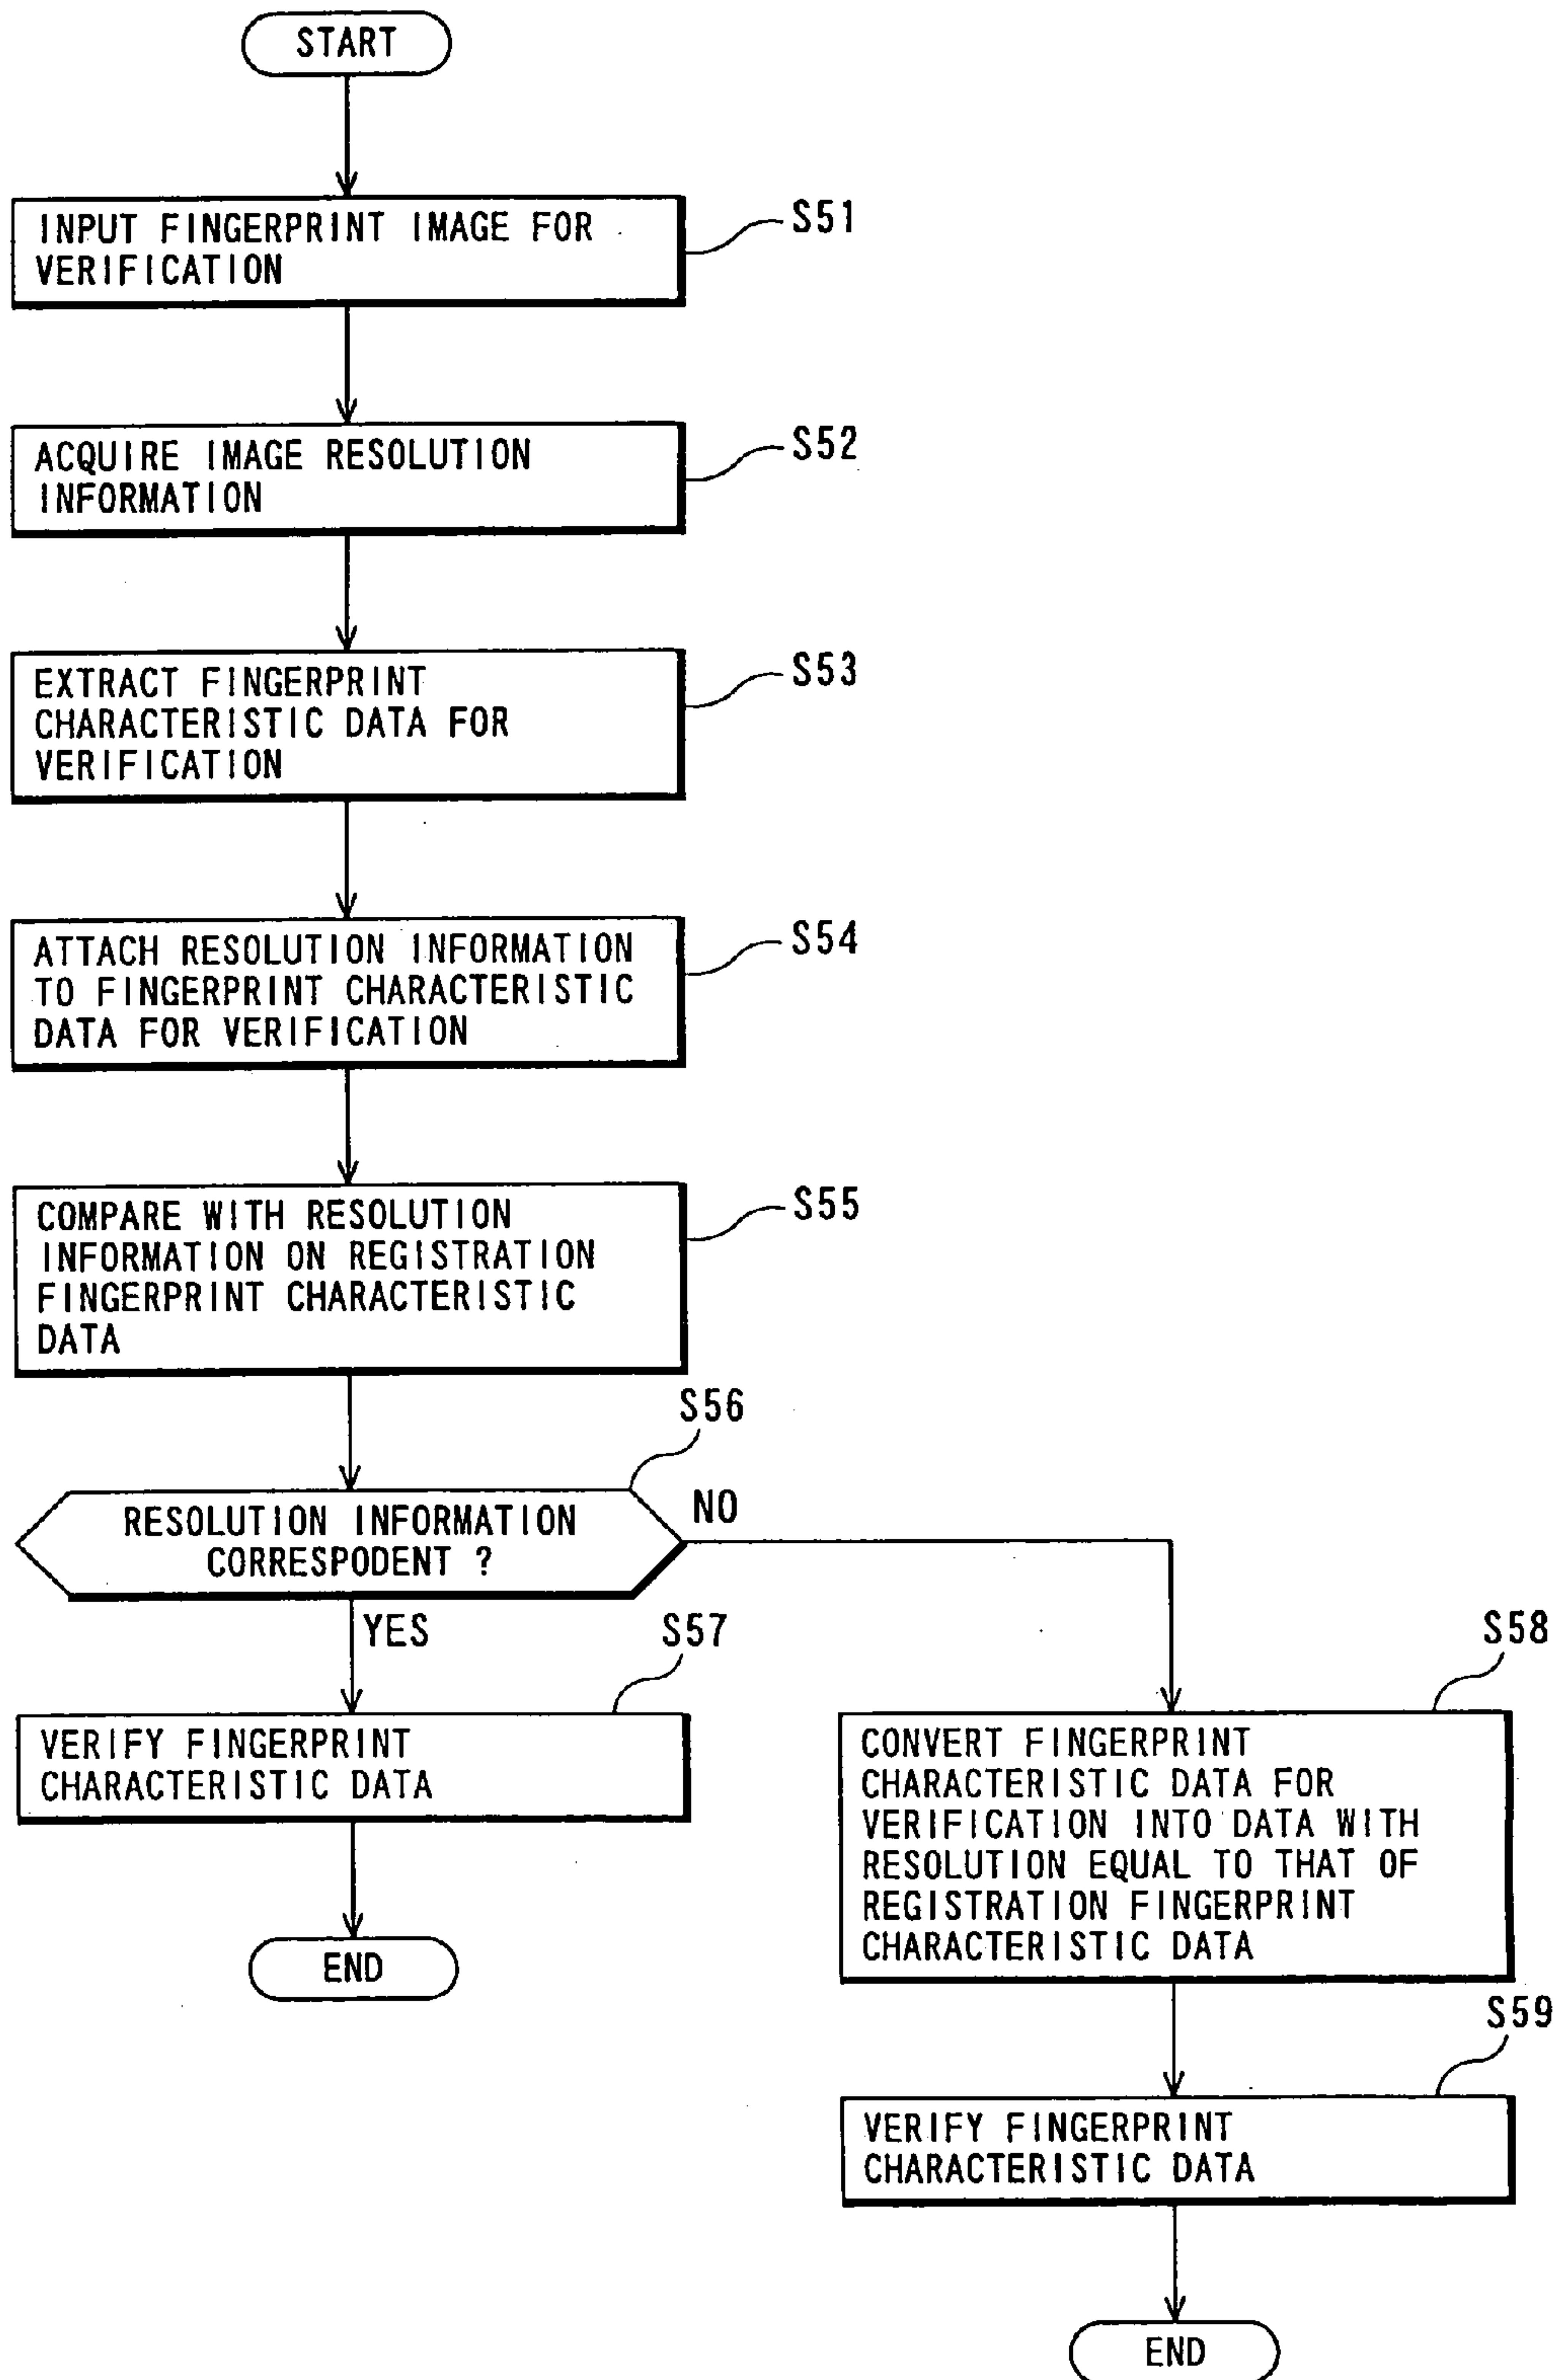 START
INPUT FINGERPRINT IMAGE FOR
VERIFICATION
S51
ACQUIRE IMAGE RESOLUTION
INFORMATION
S52
EXTRACT FINGERPRINT
CHARACTERISTIC DATA FOR
VERIFICATION
S53
ATTACH RESOLUTION INFORMATION
TO FINGERPRINT CHARACTERISTIC
DATA FOR VERIFICATION
S54
COMPARE WITH RESOLUTION
INFORMATION ON REGISTRATION
FINGERPRINT CHARACTERISTIC
DATA
S55
S56
RESOLUTION INFORMATION
CORRESPODENT ?
NO
YES
S57
VERIFY FINGERPRINT
CHARACTERISTIC DATA
END
S58
CONVERT FINGERPRINT
CHARACTERISTIC DATA FOR
VERIFICATION INTO DATA WITH
RESOLUTION EQUAL TO THAT OF
REGISTRATION FINGERPRINT
CHARACTERISTIC DATA
S59
VERIFY FINGERPRINT
CHARACTERISTIC DATA
END